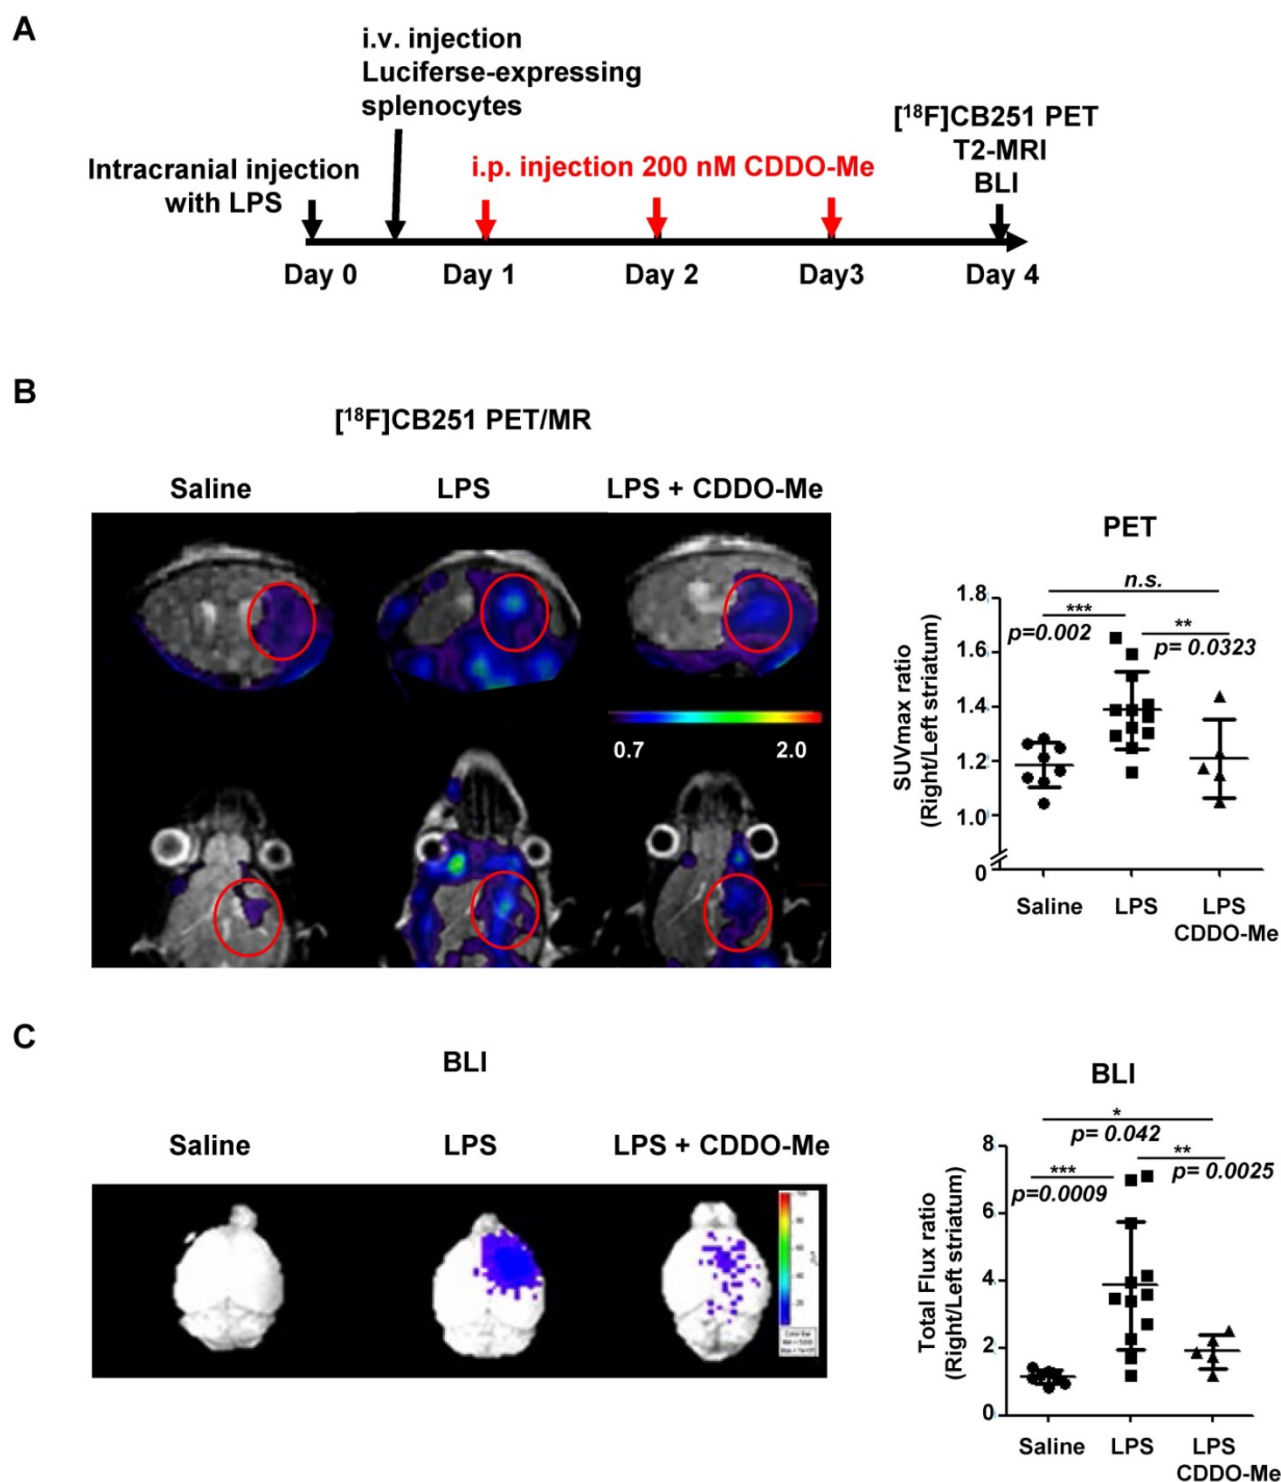 A
i.v. injection
Luciferse-expressing
splenocytes
[¹⁸F]CB251 PET
T2-MRI
BLI
Intracranial injection
with LPS
i.p. injection 200 nM CDDO-Me
Day 0 Day 1 Day 2 Day3 Day 4
B
[¹⁸F]CB251 PET/MR
Saline LPS LPS + CDDO-Me
0.7 2.0
PET
n.s.
***
p=0.002
**
p= 0.0323
SUVmax ratio
(Right/Left striatum)
1.8
1.6
1.4
1.2
1.0
0
Saline LPS LPS
CDDO-Me
C
BLI
Saline LPS LPS + CDDO-Me
80
60
40
20
BLI
*
p= 0.042
***
p=0.0009
**
p= 0.0025
Total Flux ratio
(Right/Left striatum)
8
6
4
2
0
Saline LPS LPS
CDDO-Me